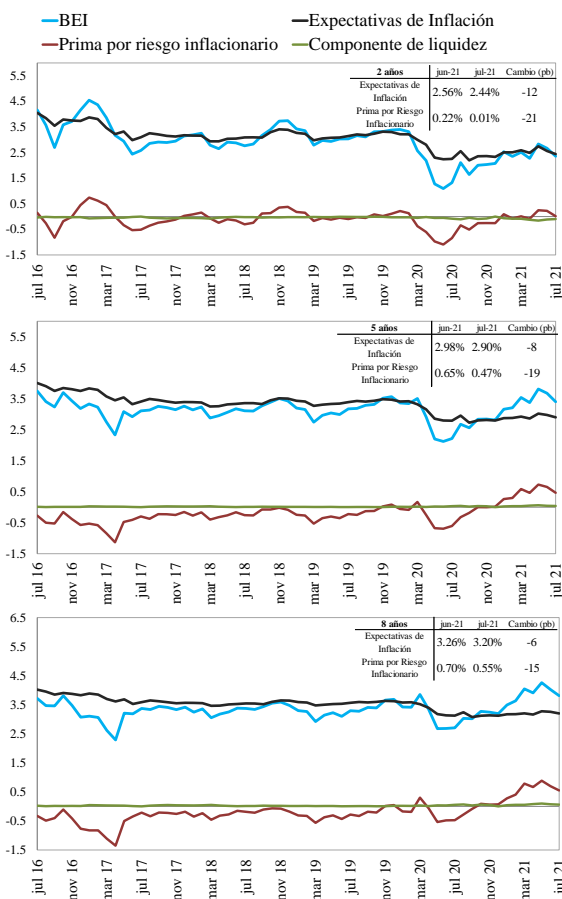 BEI
Expectativas de Inflación
Prima por riesgo inflacionario
Componente de liquidez
2 años jun-21 jul-21 Cambio (pb)
Expectativas de
Inflación
2.56% 2.44% -12
Prima por Riesgo
Inflacionario
0.22% 0.01% -21
5.5
4.5
3.5
2.5
1.5
0.5
-0.5
-1.5
jul 16
nov 16
mar 17
jul 17
nov 17
mar 18
jul 18
nov 18
mar 19
jul 19
nov 19
mar 20
jul 20
nov 20
mar 21
jul 21
5 años jun-21 jul-21 Cambio (pb)
Expectativas de
Inflación
2.98% 2.90% -8
Prima por Riesgo
Inflacionario
0.65% 0.47% -19
5.5
4.5
3.5
2.5
1.5
0.5
-0.5
-1.5
jul 16
nov 16
mar 17
jul 17
nov 17
mar 18
jul 18
nov 18
mar 19
jul 19
nov 19
mar 20
jul 20
nov 20
mar 21
jul 21
8 años jun-21 jul-21 Cambio (pb)
Expectativas de
Inflación
3.26% 3.20% -6
Prima por Riesgo
Inflacionario
0.70% 0.55% -15
6.5
5.5
4.5
3.5
2.5
1.5
0.5
-0.5
-1.5
jul 16
nov 16
mar 17
jul 17
nov 17
mar 18
jul 18
nov 18
mar 19
jul 19
nov 19
mar 20
jul 20
nov 20
mar 21
jul 21